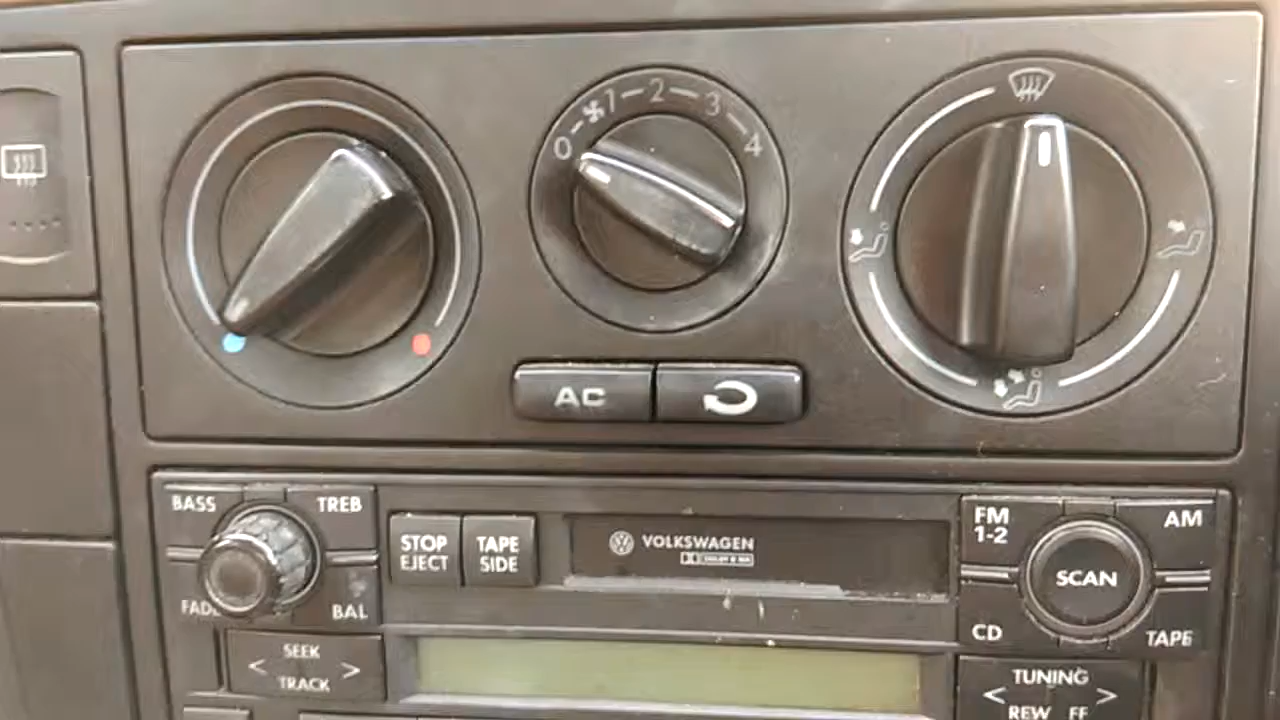 0 1 2 3 4
AC
BASS TREB
FADE BAL
STOP
EJECT
TAPE
SIDE
VOLKSWAGEN
FM
1-2
AM
SCAN
CD TAPE
SEEK
< >
TRACK
TUNING
< >
REW FF